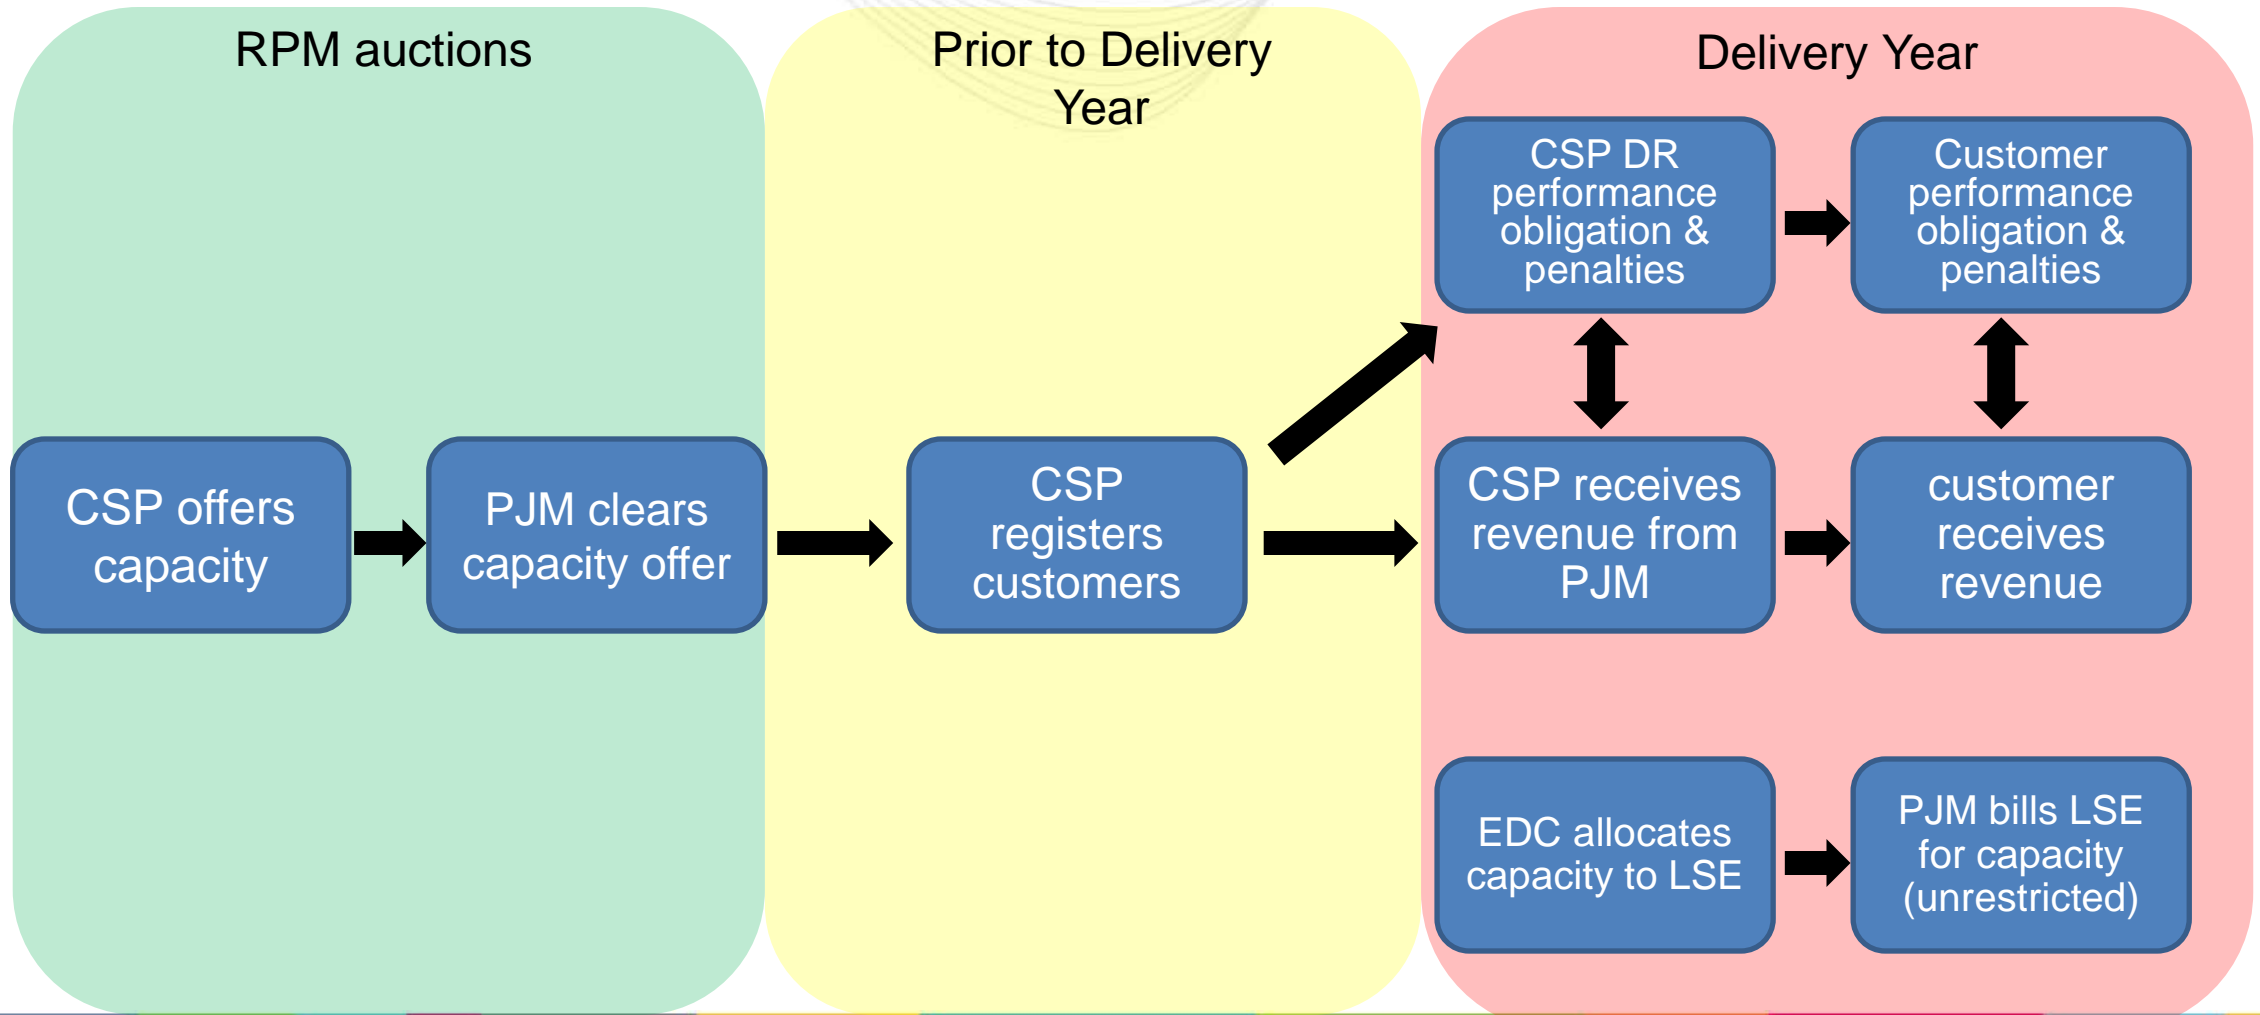 RPM auctions
Prior to Delivery
Year
Delivery Year
CSP offers
capacity
PJM clears
capacity offer
CSP
registers
customers
CSP DR
performance
obligation &
penalties
Customer
performance
obligation &
penalties
CSP receives
revenue from
PJM
customer
receives
revenue
EDC allocates
capacity to LSE
PJM bills LSE
for capacity
(unrestricted)